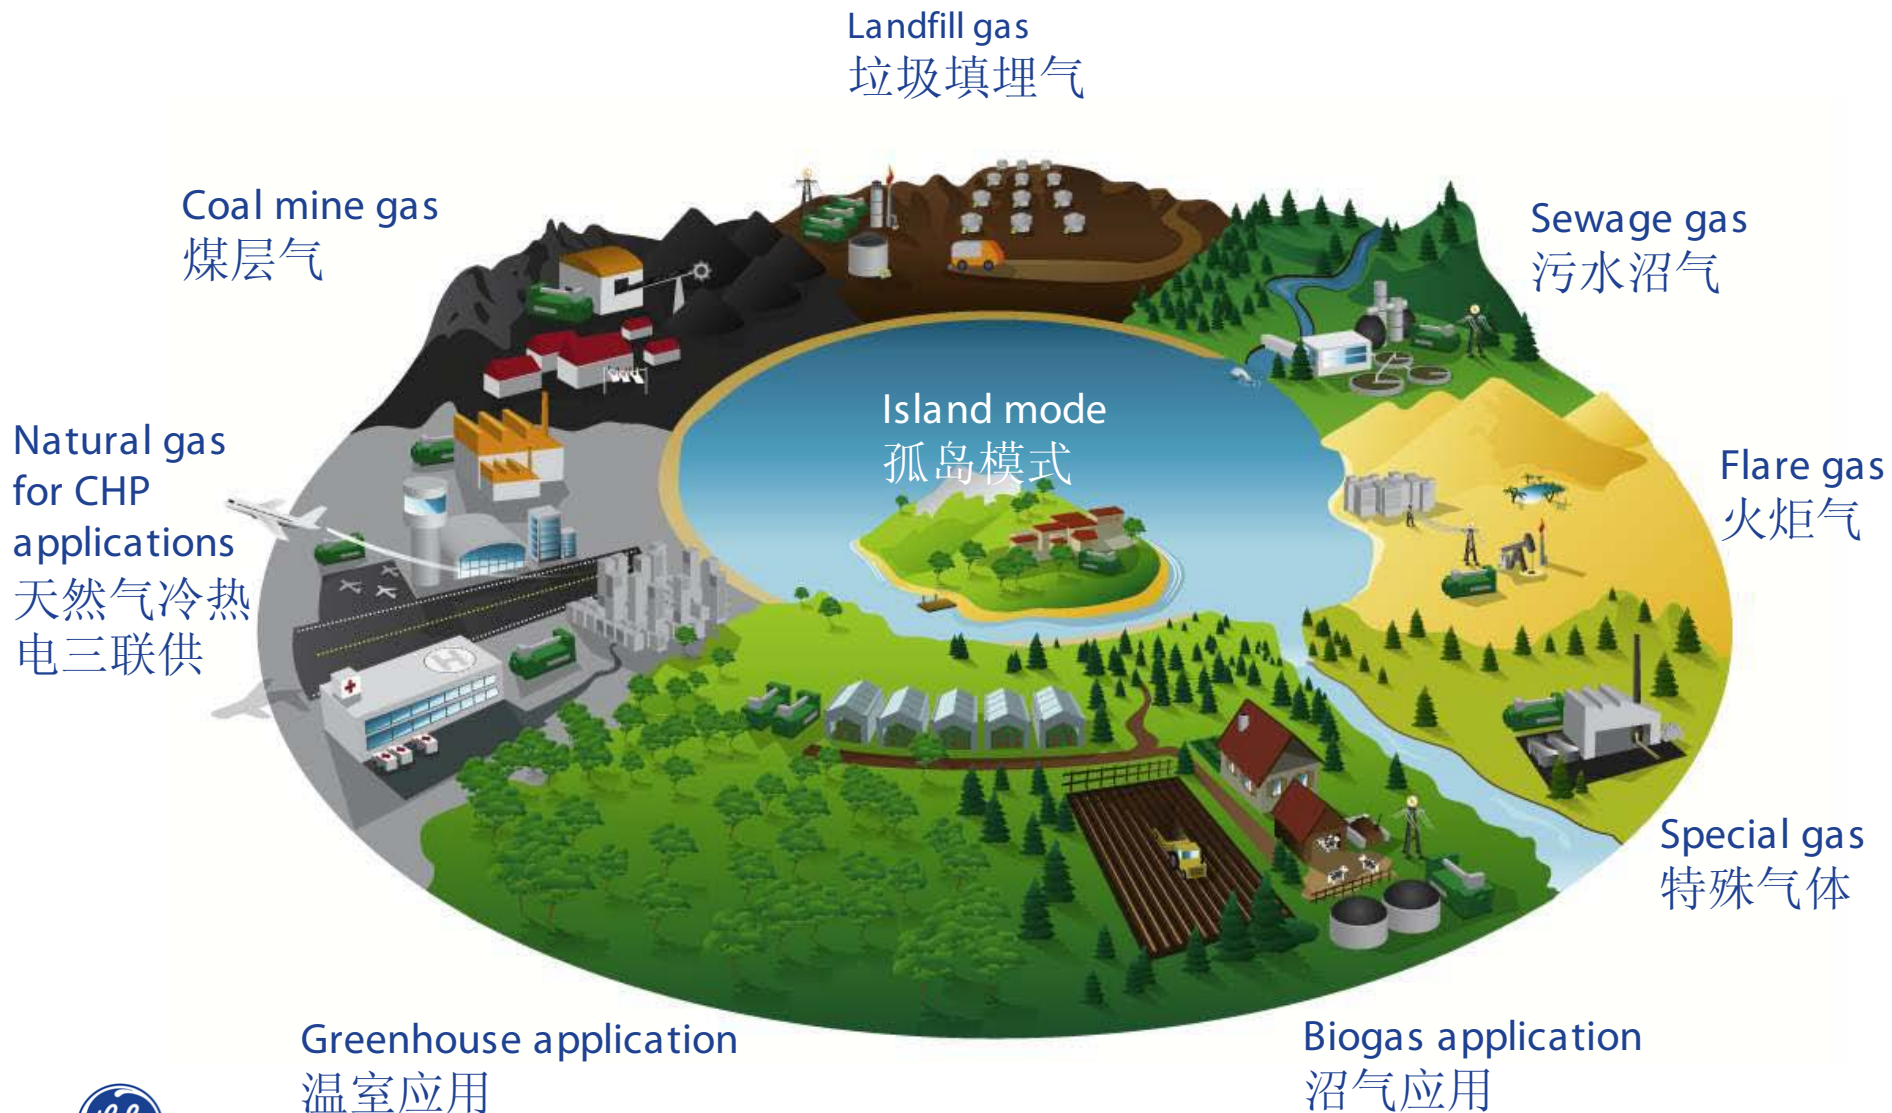 Landfill gas
垃圾填埋气
Coal mine gas
煤层气
Sewage gas
污水沼气
Island mode
孤岛模式
Natural gas
for CHP
applications
天然气冷热
电三联供
Flare gas
火炬气
H
Special gas
特殊气体
Greenhouse application
温室应用
Biogas application
沼气应用